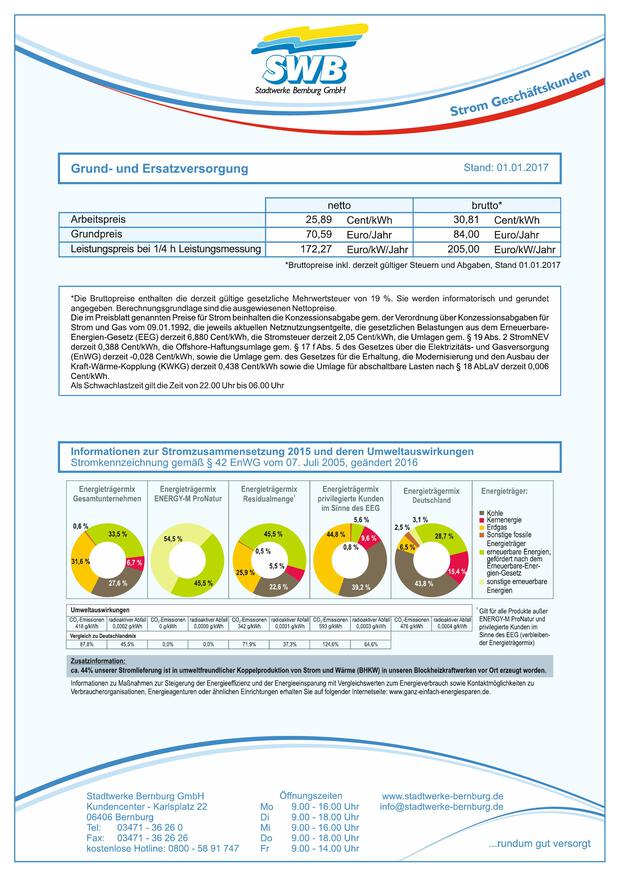 SWB
Stadtwerke Bernburg GmbH
Strom Geschäftskunden
Grund- und Ersatzversorgung
Stand: 01.01.2017
netto brutto*
Arbeitspreis 25,89 Cent/kWh 30,81 Cent/kWh
Grundpreis 70,59 Euro/Jahr 84,00 Euro/Jahr
Leistungspreis bei 1/4 h Leistungsmessung 172,27 Euro/kW/Jahr 205,00 Euro/kW/Jahr
*Bruttopreise inkl. derzeit gültiger Steuern und Abgaben, Stand 01.01.2017
*Die Bruttopreise enthalten die derzeit gültige gesetzliche Mehrwertsteuer von 19 %. Sie werden informatorisch und gerundet
angegeben. Berechnungsgrundlage sind die ausgewiesenen Nettopreise.
Die im Preisblatt genannten Preise für Strom beinhalten die Konzessionsabgabe gem. der Verordnung über Konzessionsabgaben für
Strom und Gas vom 09.01.1992, die jeweils aktuellen Netznutzungsentgelte, die gesetzlichen Belastungen aus dem Erneuerbare-
Energien-Gesetz (EEG) derzeit 6,880 Cent/kWh, die Stromsteuer derzeit 2,05 Cent/kWh, die Umlagen gem. § 19 Abs. 2 StromNEV
derzeit 0,388 Cent/kWh, die Offshore-Haftungsumlage gem. § 17 f Abs. 5 des Gesetzes über die Elektrizitäts- und Gasversorgung
(EnWG) derzeit -0,028 Cent/kWh, sowie die Umlage gem. des Gesetzes für die Erhaltung, die Modernisierung und den Ausbau der
Kraft-Wärme-Kopplung (KWKG) derzeit 0,438 Cent/kWh sowie die Umlage für abschaltbare Lasten nach § 18 AbLaV derzeit 0,006
Cent/kWh.
Als Schwachlastzeit gilt die Zeit von 22.00 Uhr bis 06.00 Uhr
Informationen zur Stromzusammensetzung 2015 und deren Umweltauswirkungen
Stromkennzeichnung gemäß § 42 EnWG vom 07. Juli 2005, geändert 2016
Energieträgermix
Gesamtunternehmen
0,6 %
33,5 %
31,6 %
6,7 %
27,6 %
Energieträgermix
ENERGY-M ProNatur
54,5 %
45,5 %
Energieträgermix
Residualmenge¹
45,5 %
0,5 %
25,9 %
5,5 %
22,6 %
Energieträgermix
privilegierte Kunden
im Sinne des EEG
5,6 %
44,8 %
9,6 %
0,8 %
39,2 %
Energieträgermix
Deutschland
3,1 %
2,5 %
28,7 %
6,5 %
15,4 %
43,8 %
Energieträger:
Kohle
Kernenergie
Erdgas
Sonstige fossile
Energieträger
erneuerbare Energien,
gefördert nach dem
Erneuerbare-Ener-
gien-Gesetz
sonstige erneuerbare
Energien
Umweltauswirkungen
CO₂-Emissionen radioaktiver Abfall CO₂-Emissionen radioaktiver Abfall CO₂-Emissionen radioaktiver Abfall CO₂-Emissionen radioaktiver Abfall CO₂-Emissionen radioaktiver Abfall
418 g/kWh 0,0002 g/kWh 0 g/kWh 0,0000 g/kWh 342 g/kWh 0,0001 g/kWh 593 g/kWh 0,0003 g/kWh 476 g/kWh 0,0004 g/kWh
Vergleich zu Deutschlandmix
87,8% 45,5% 0,0% 0,0% 71,9% 37,3% 124,6% 64,6%
¹ Gilt für alle Produkte außer
ENERGY-M ProNatur und
privilegierte Kunden im
Sinne des EEG (verbleiben-
der Energieträgermix)
Zusatzinformation:
ca. 44% unserer Stromlieferung ist in umweltfreundlicher Koppelproduktion von Strom und Wärme (BHKW) in unseren Blockheizkraftwerken vor Ort erzeugt worden.
Informationen zu Maßnahmen zur Steigerung der Energieeffizienz und der Energieeinsparung mit Vergleichswerten zum Energieverbrauch sowie Kontaktmöglichkeiten zu
Verbraucherorganisationen, Energieagenturen oder ähnlichen Einrichtungen erhalten Sie auf folgender Internetseite: www.ganz-einfach-energiesparen.de.
Stadtwerke Bernburg GmbH
Kundencenter - Karlsplatz 22
06406 Bernburg
Tel: 03471 - 36 26 0
Fax: 03471 - 36 26 26
kostenlose Hotline: 0800 - 58 91 747
Öffnungszeiten
Mo 9.00 - 16.00 Uhr
Di 9.00 - 18.00 Uhr
Mi 9.00 - 16.00 Uhr
Do 9.00 - 18.00 Uhr
Fr 9.00 - 14.00 Uhr
www.stadtwerke-bernburg.de
info@stadtwerke-bernburg.de
...rundum gut versorgt